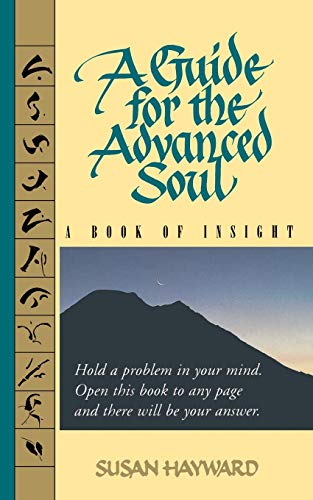 A Guide
for the
Advanced
Soul
A BOOK OF INSIGHT
Hold a problem in your mind.
Open this book to any page
and there will be your answer.
SUSAN HAYWARD